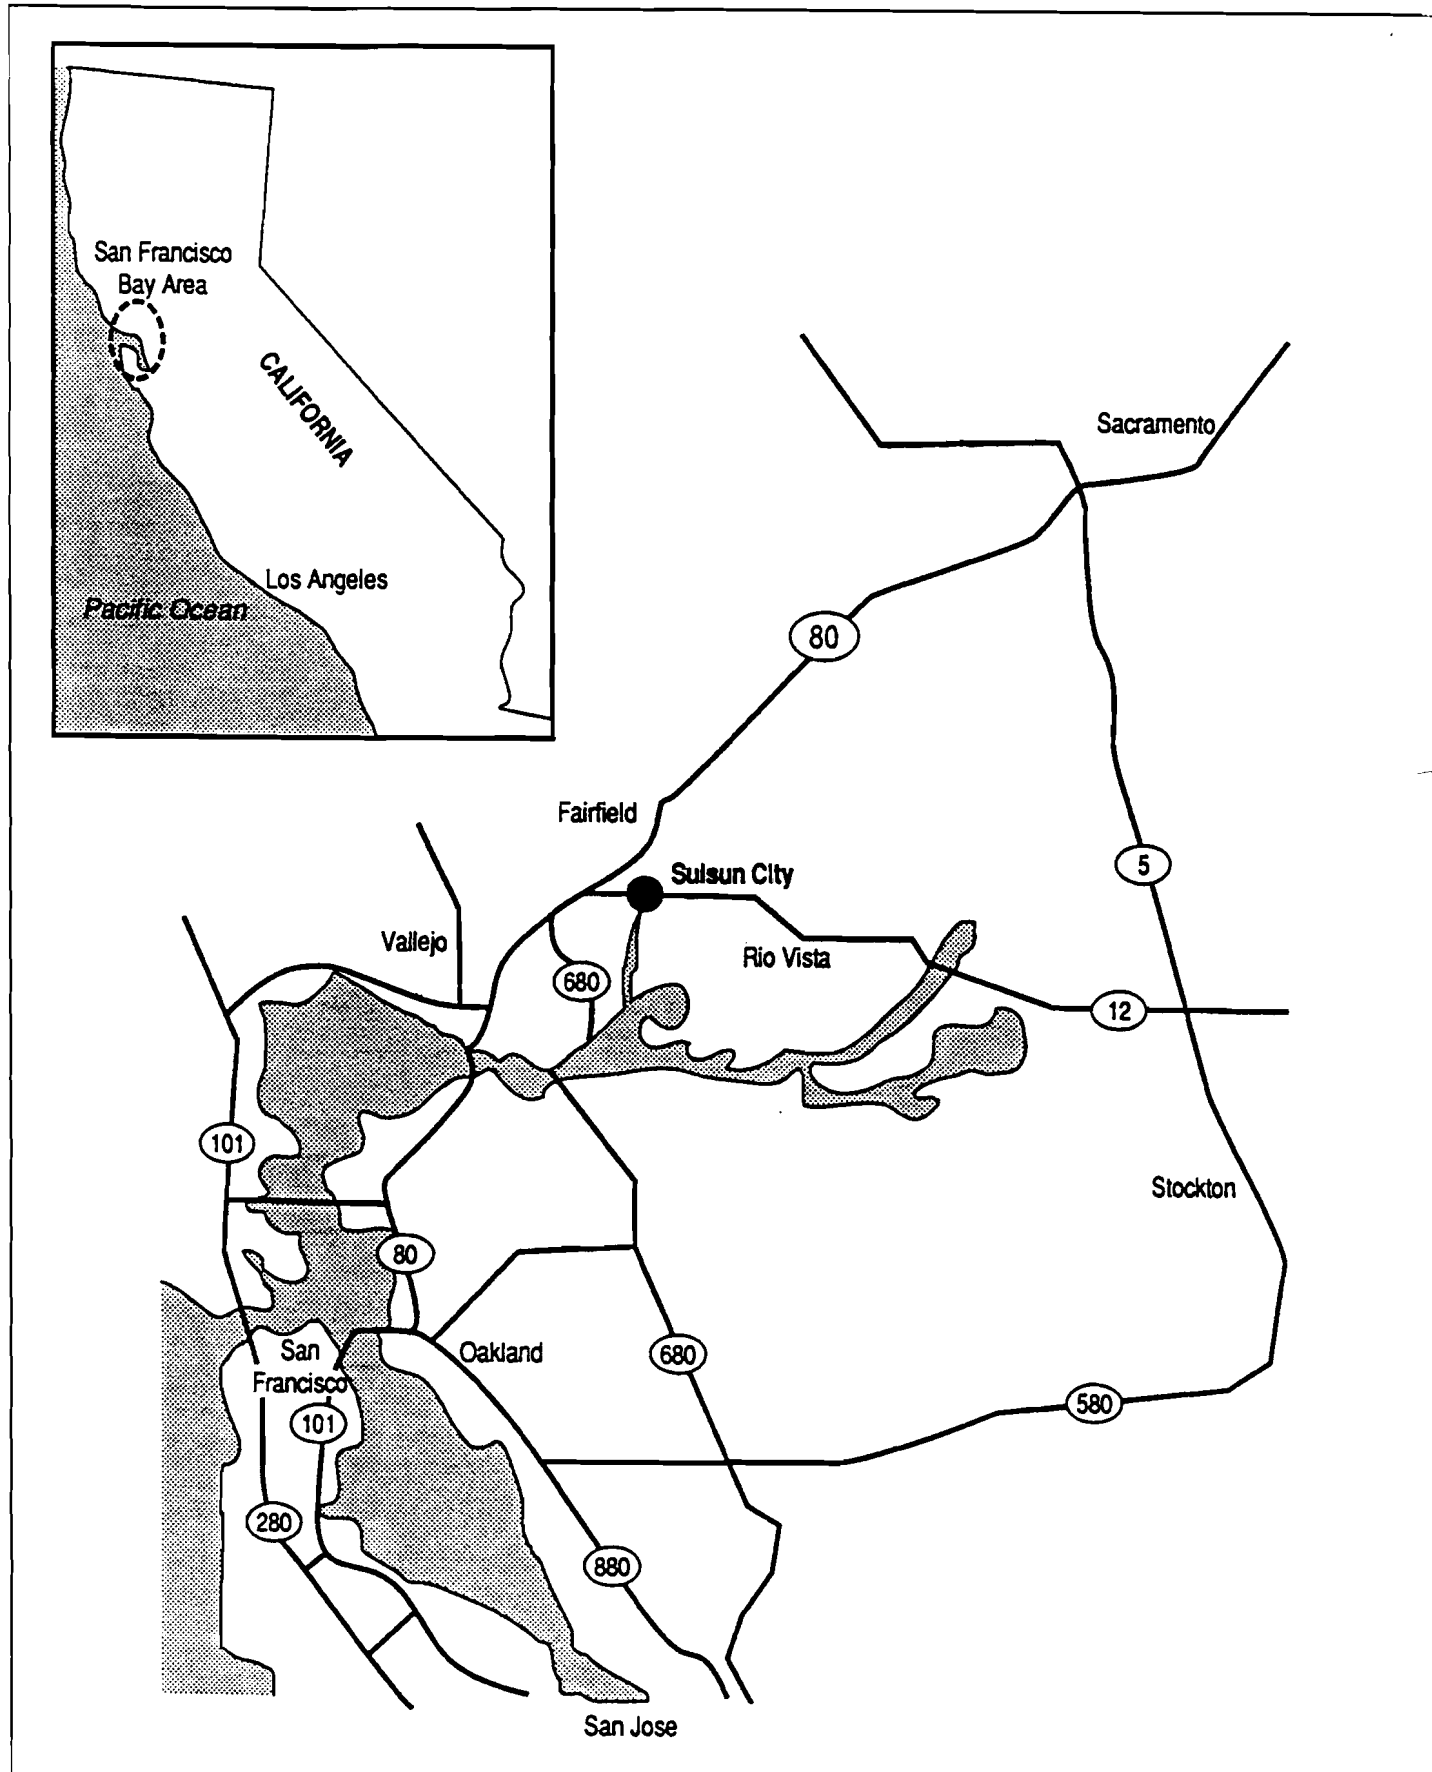 San Francisco
Bay Area
CALIFORNIA
Los Angeles
Pacific Ocean
Sacramento
80
Fairfield
5
Suisun City
Vallejo
Rio Vista
680
12
101
Stockton
80
San
Francisco
Oakland
680
580
101
280
880
San Jose